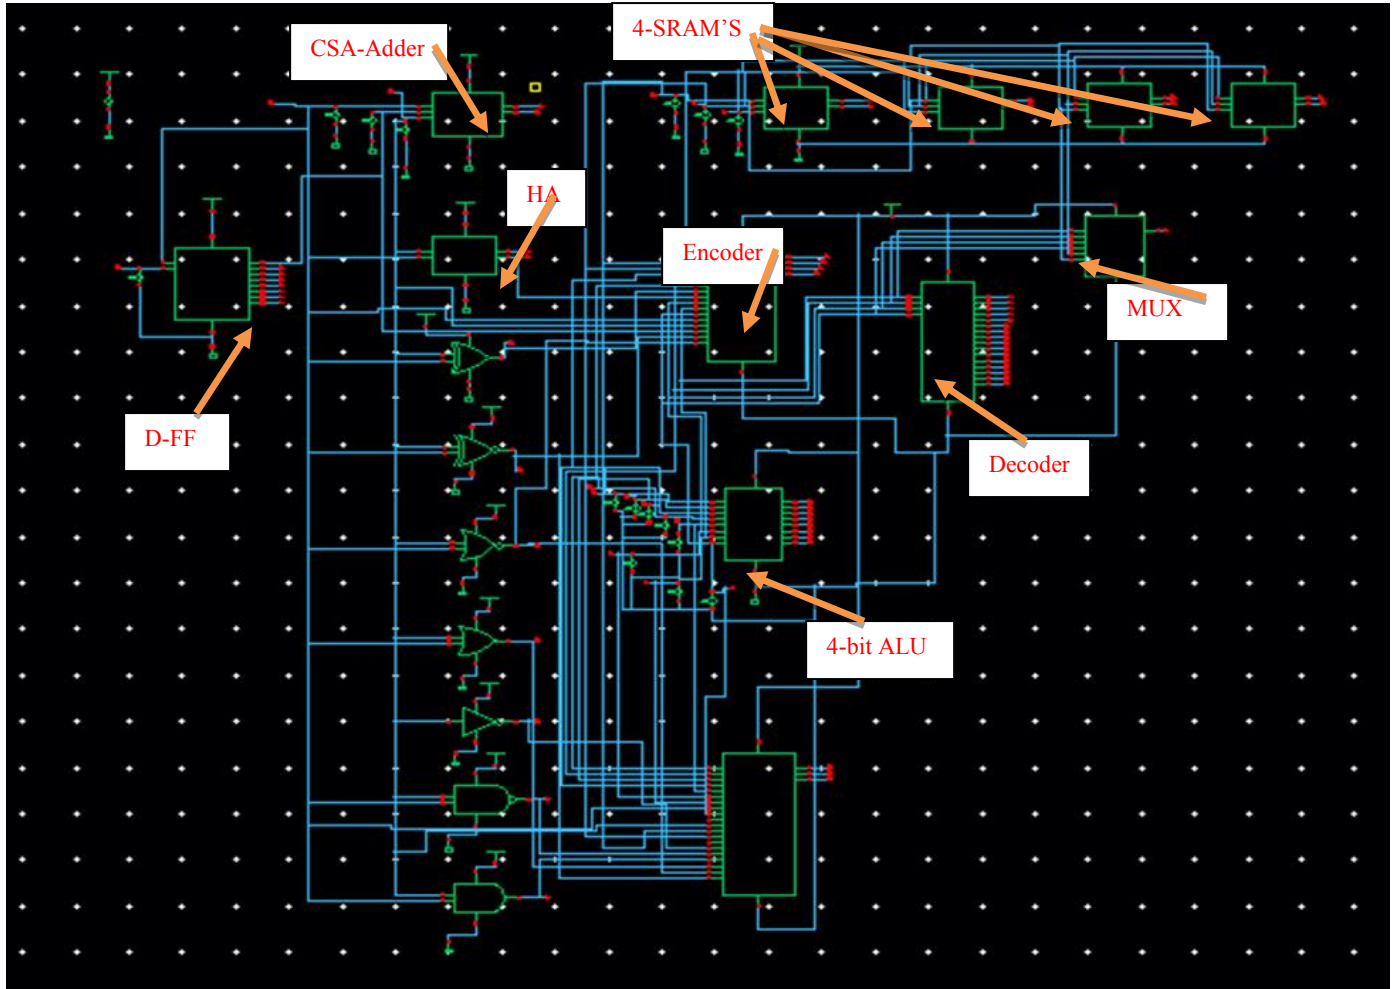 4-SRAM'S
CSA-Adder
HA
Encoder
MUX
D-FF
Decoder
4-bit ALU